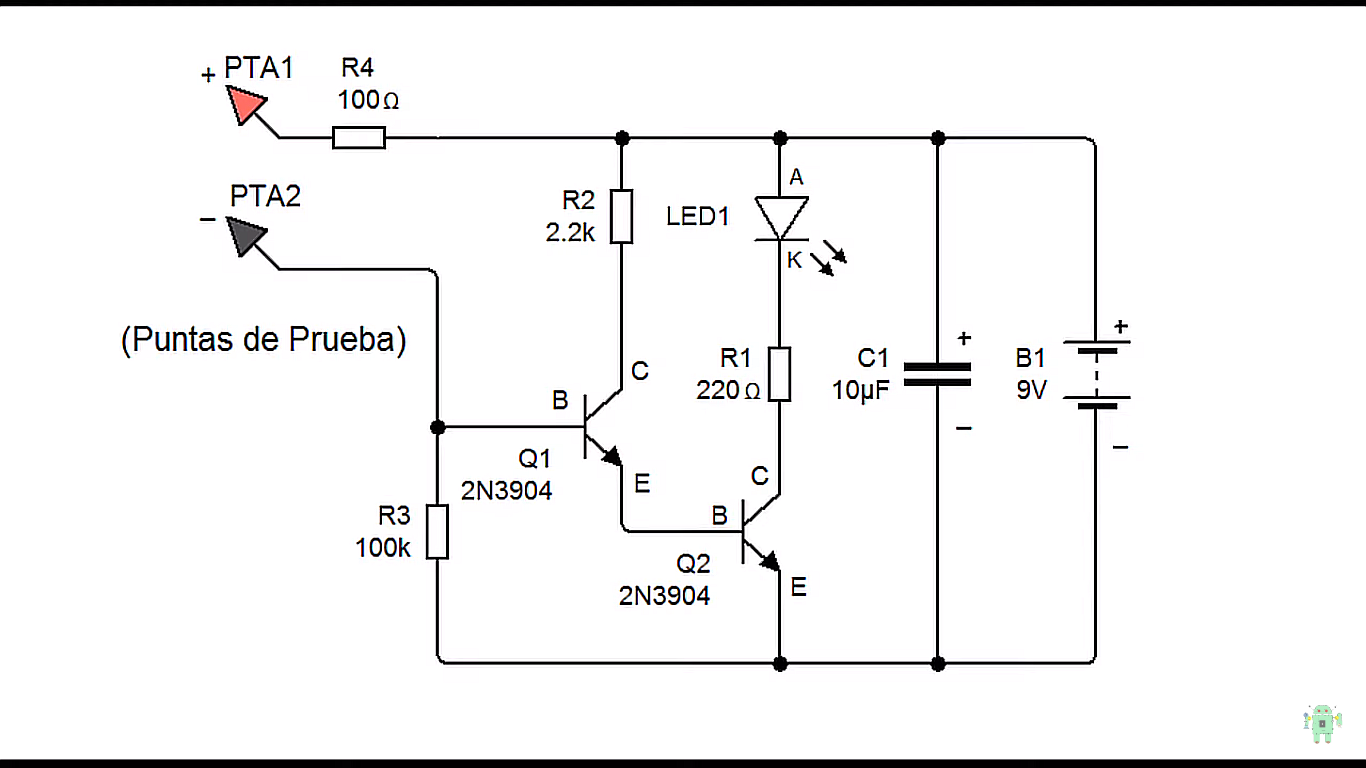 + PTA1
R4
100Ω
PTA2
−
(Puntas de Prueba)
R2
2.2k
LED1
A
K
R1
220Ω
C1
10µF
+
−
B1
9V
+
−
B
C
E
Q1
2N3904
R3
100k
B
C
E
Q2
2N3904